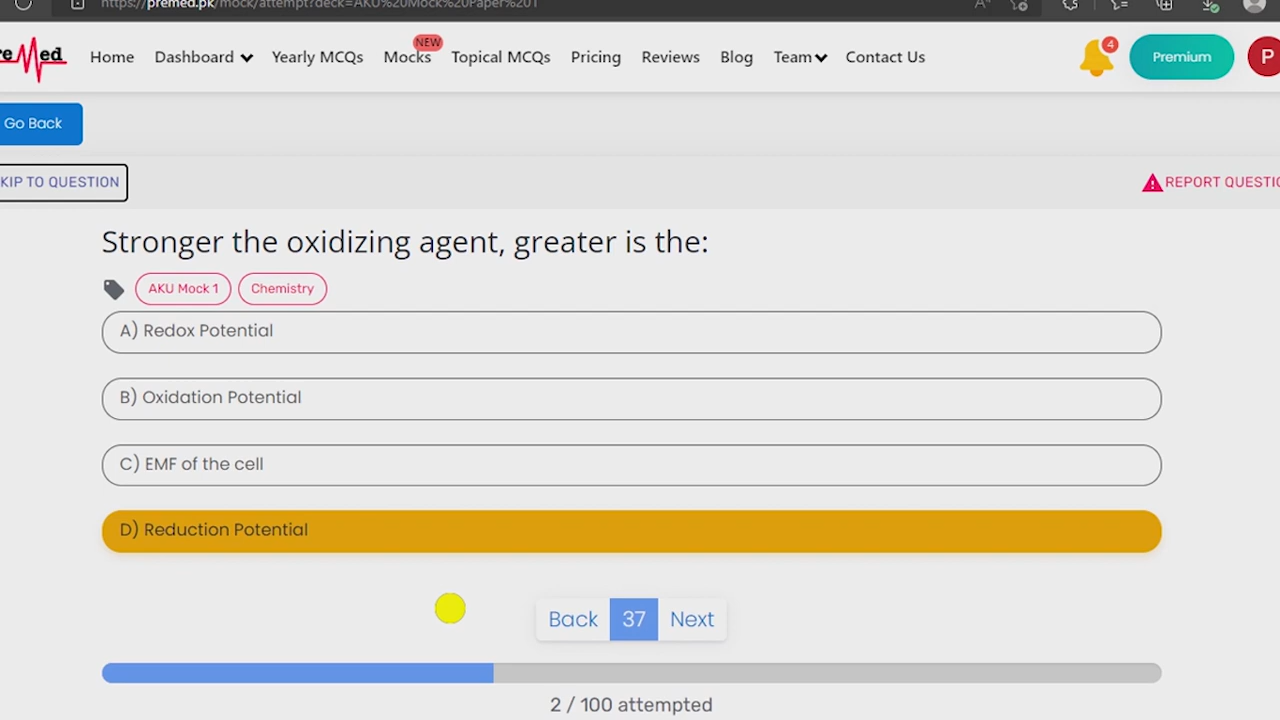 https://premed.pk/mock/attempt?deck=AKU%20Mock%20Paper%201
NEW
4
re Med Home Dashboard Yearly MCQs Mocks Topical MCQs Pricing Reviews Blog Team Contact Us Premium P
Go Back
KIP TO QUESTION REPORT QUESTIO
Stronger the oxidizing agent, greater is the:
AKU Mock 1 Chemistry
A) Redox Potential
B) Oxidation Potential
C) EMF of the cell
D) Reduction Potential
Back 37 Next
2 / 100 attempted